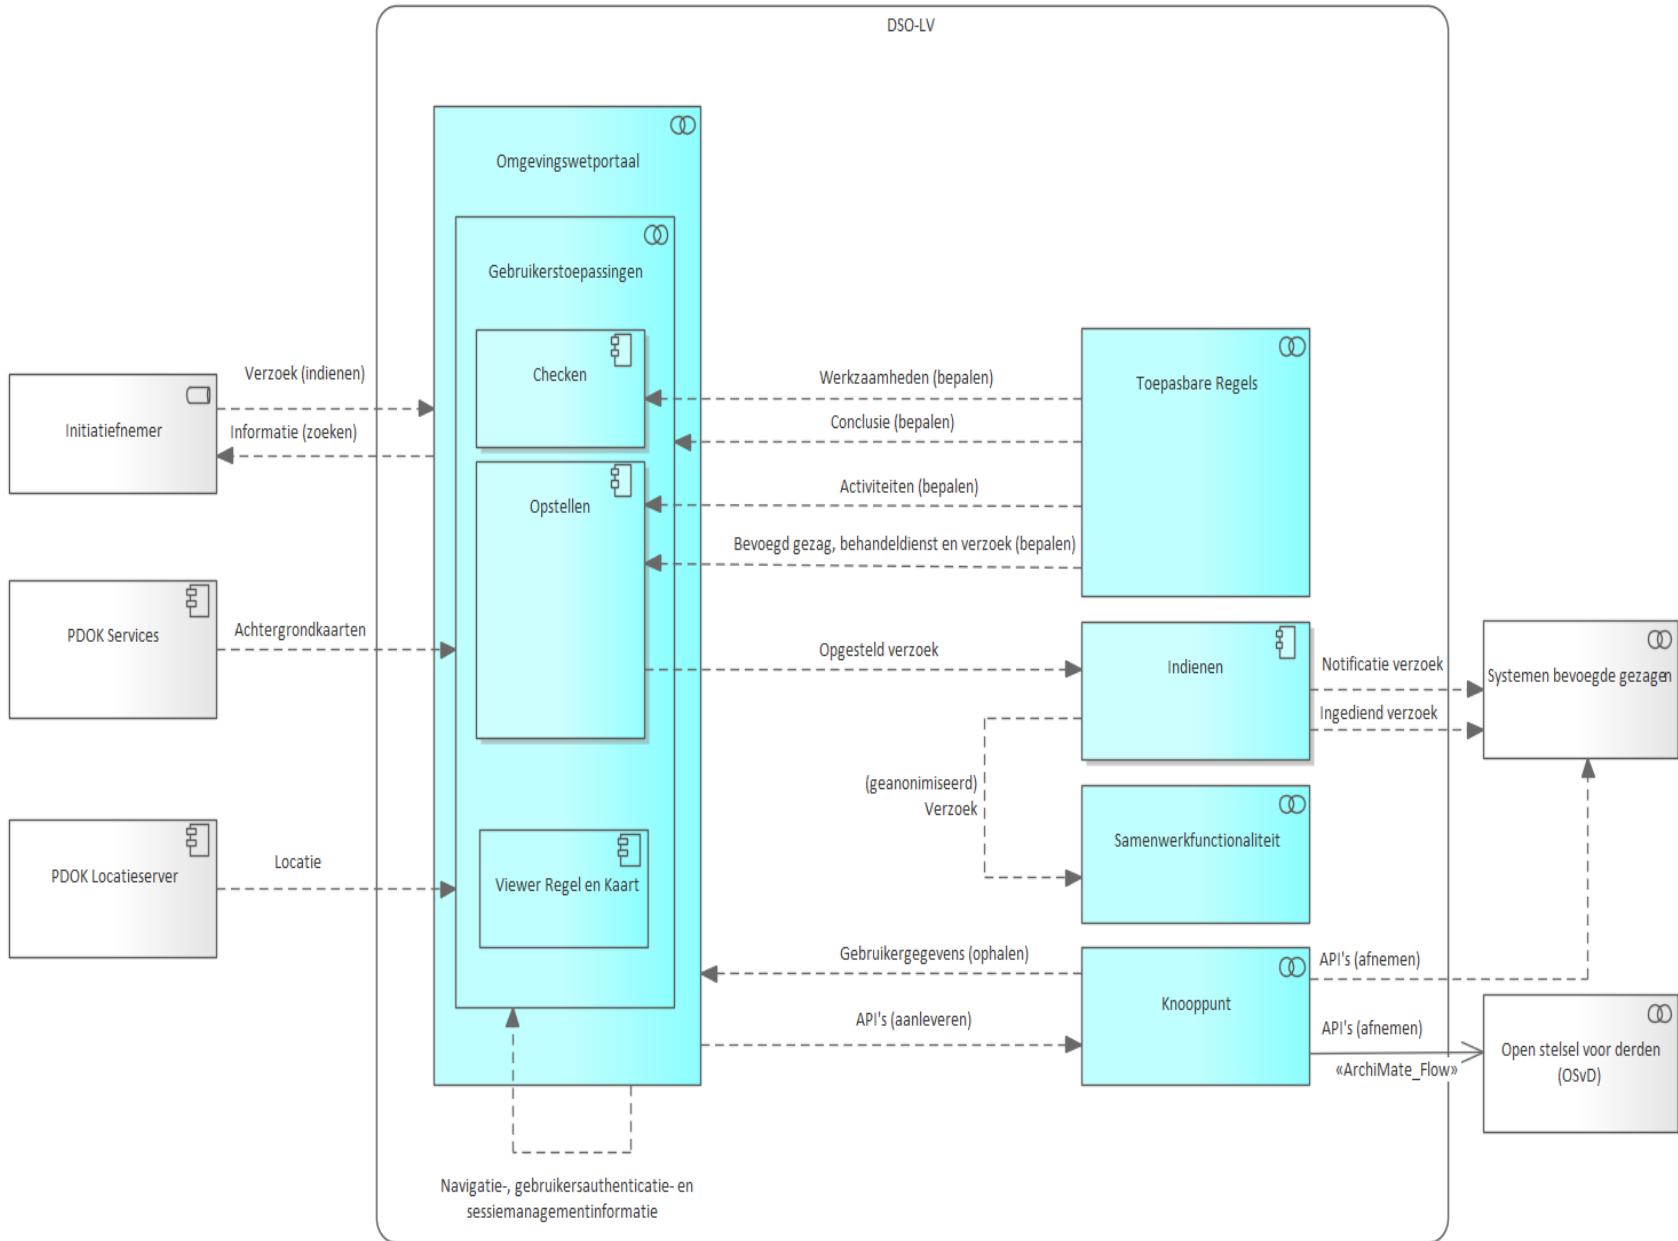 DSO-LV
Omgevingswetportaal
Gebruikerstoepassingen
Checken
Verzoek (indienen)
Werkzaamheden (bepalen)
Toepasbare Regels
Initiatiefnemer
Informatie (zoeken)
Conclusie (bepalen)
Activiteiten (bepalen)
Opstellen
Bevoegd gezag, behandeldienst en verzoek (bepalen)
PDOK Services
Achtergrondkaarten
Opgesteld verzoek
Indienen
Notificatie verzoek
Systemen bevoegde gezagen
Ingediend verzoek
(geanonimiseerd)
Verzoek
Samenwerkfunctionaliteit
PDOK Locatieserver
Locatie
Viewer Regel en Kaart
Gebruikergegevens (ophalen)
API's (afnemen)
Knooppunt
API's (aanleveren)
API's (afnemen)
«ArchiMate_Flow»
Open stelsel voor derden
(OSvD)
Navigatie-, gebruikersauthenticatie- en
sessiemanagementinformatie